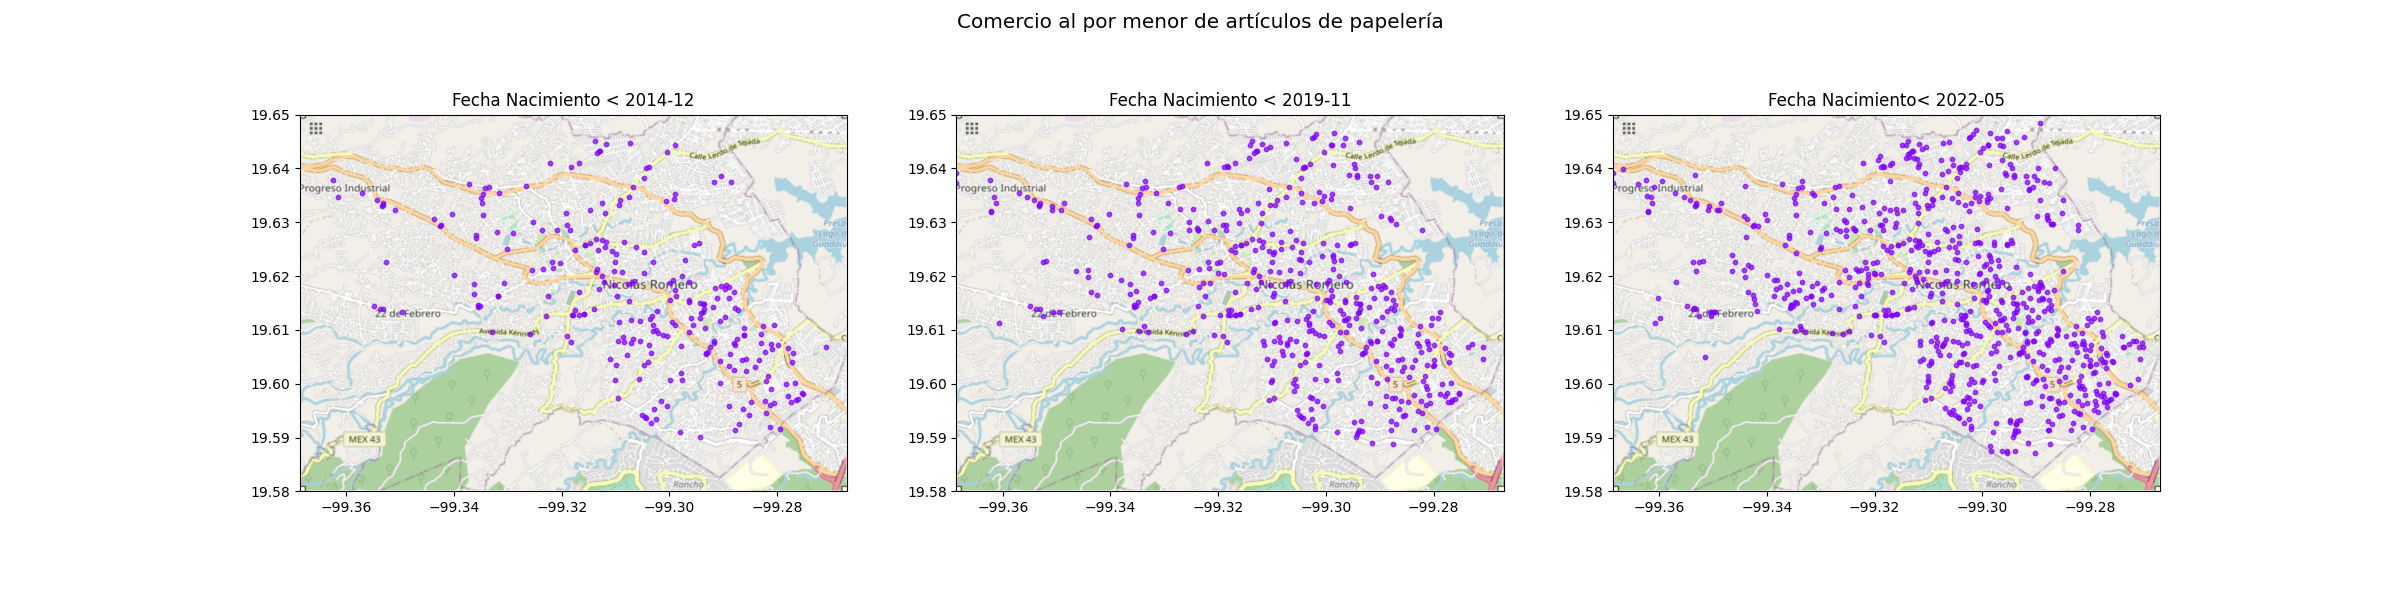 Comercio al por menor de artículos de papelería
Fecha Nacimiento < 2014-12
19.65
19.64
19.63
19.62
19.61
19.60
19.59
19.58
−99.36
−99.34
−99.32
−99.30
−99.28
Calle Lerdo de Tejada
Progreso Industrial
Presa
Lago d
Guadalu
Nicolás Romero
22 de Febrero
Avenida Kennedy
5
MEX 43
Rancho
Fecha Nacimiento < 2019-11
19.65
19.64
19.63
19.62
19.61
19.60
19.59
19.58
−99.36
−99.34
−99.32
−99.30
−99.28
Calle Lerdo de Tejada
Progreso Industrial
Presa
Lago d
Guadalu
Nicolás Romero
22 de Febrero
Avenida Kennedy
5
MEX 43
Rancho
Fecha Nacimiento< 2022-05
19.65
19.64
19.63
19.62
19.61
19.60
19.59
19.58
−99.36
−99.34
−99.32
−99.30
−99.28
Calle Lerdo de Tejada
Progreso Industrial
Presa
Lago d
Guadalu
Nicolás Romero
22 de Febrero
Avenida Kennedy
5
MEX 43
Rancho